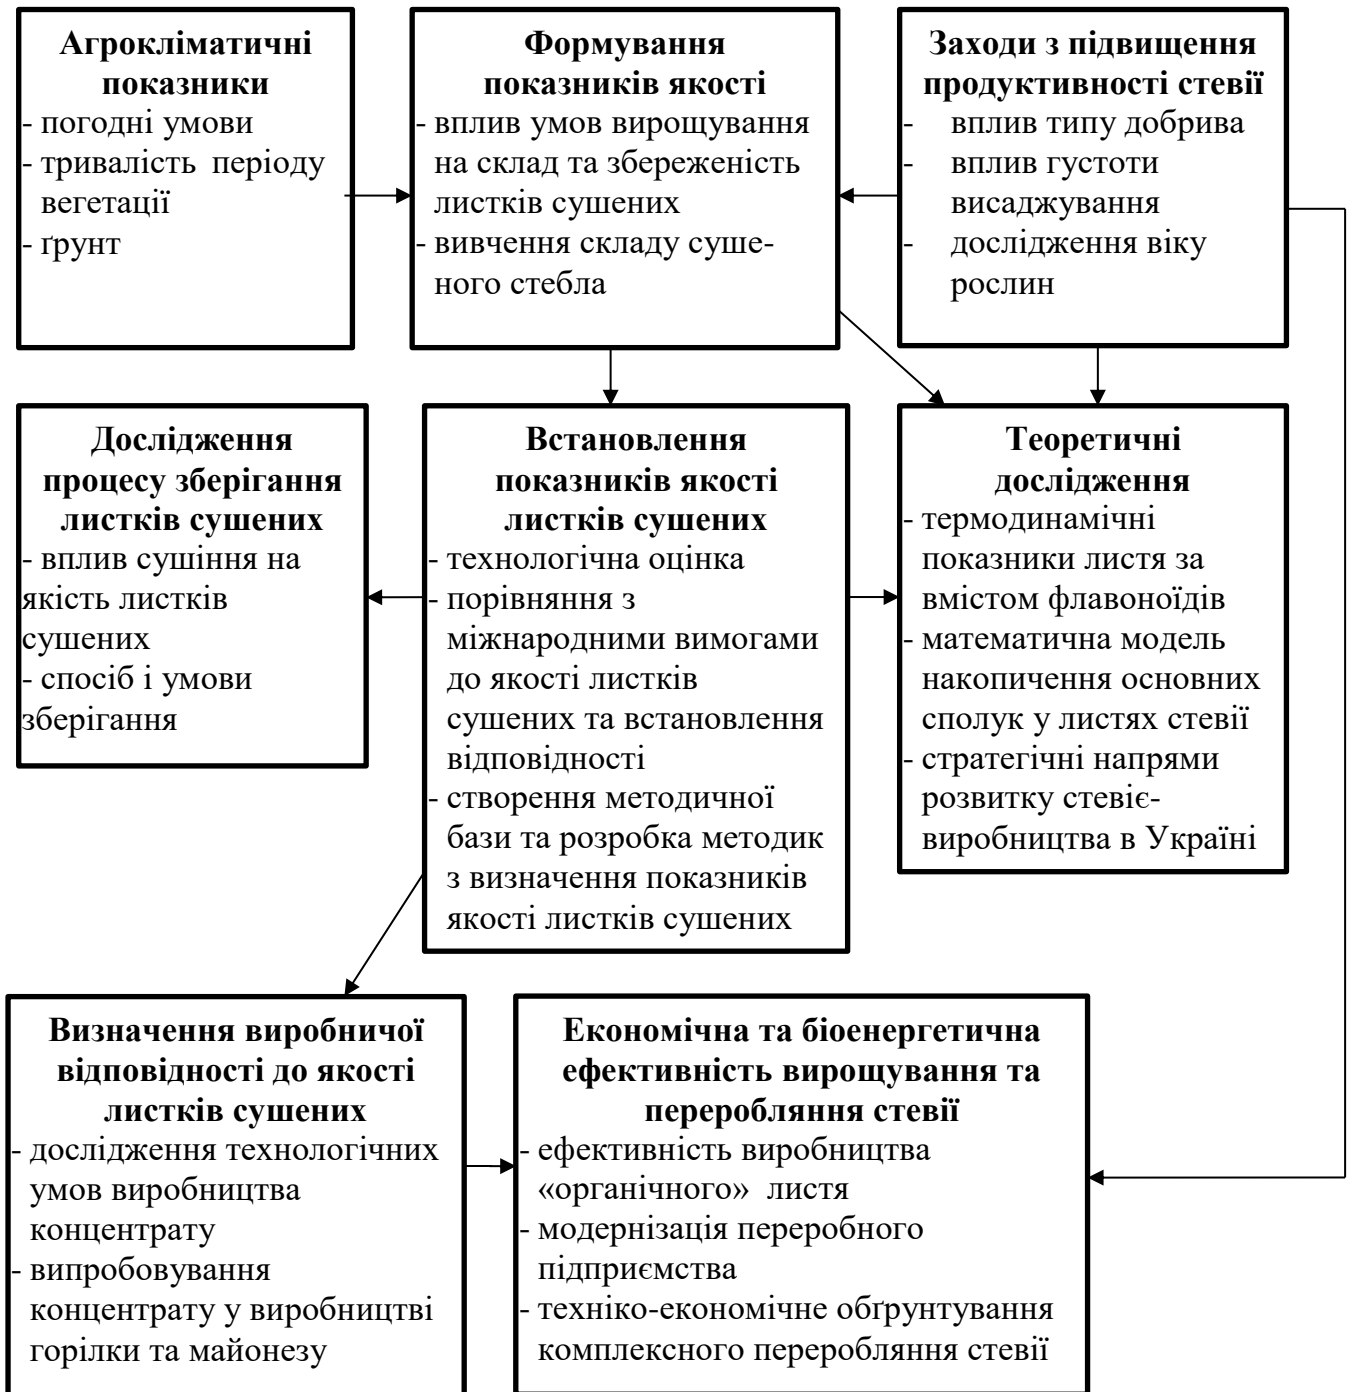 Агрокліматичні
показники
- погодні умови
- тривалість періоду
вегетації
- ґрунт
Формування
показників якості
- вплив умов вирощування
на склад та збереженість
листків сушених
- вивчення складу суше-
ного стебла
Заходи з підвищення
продуктивності стевії
- вплив типу добрива
- вплив густоти
висаджування
- дослідження віку
рослин
Дослідження
процесу зберігання
листків сушених
- вплив сушіння на
якість листків
сушених
- спосіб і умови
зберігання
Встановлення
показників якості
листків сушених
- технологічна оцінка
- порівняння з
міжнародними вимогами
до якості листків
сушених та встановлення
відповідності
- створення методичної
бази та розробка методик
з визначення показників
якості листків сушених
Теоретичні
дослідження
- термодинамічні
показники листя за
вмістом флавоноїдів
- математична модель
накопичення основних
сполук у листях стевії
- стратегічні напрями
розвитку стевіє-
виробництва в Україні
Визначення виробничої
відповідності до якості
листків сушених
- дослідження технологічних
умов виробництва
концентрату
- випробовування
концентрату у виробництві
горілки та майонезу
Економічна та біоенергетична
ефективність вирощування та
переробляння стевії
- ефективність виробництва
«органічного» листя
- модернізація переробного
підприємства
- техніко-економічне обґрунтування
комплексного переробляння стевії